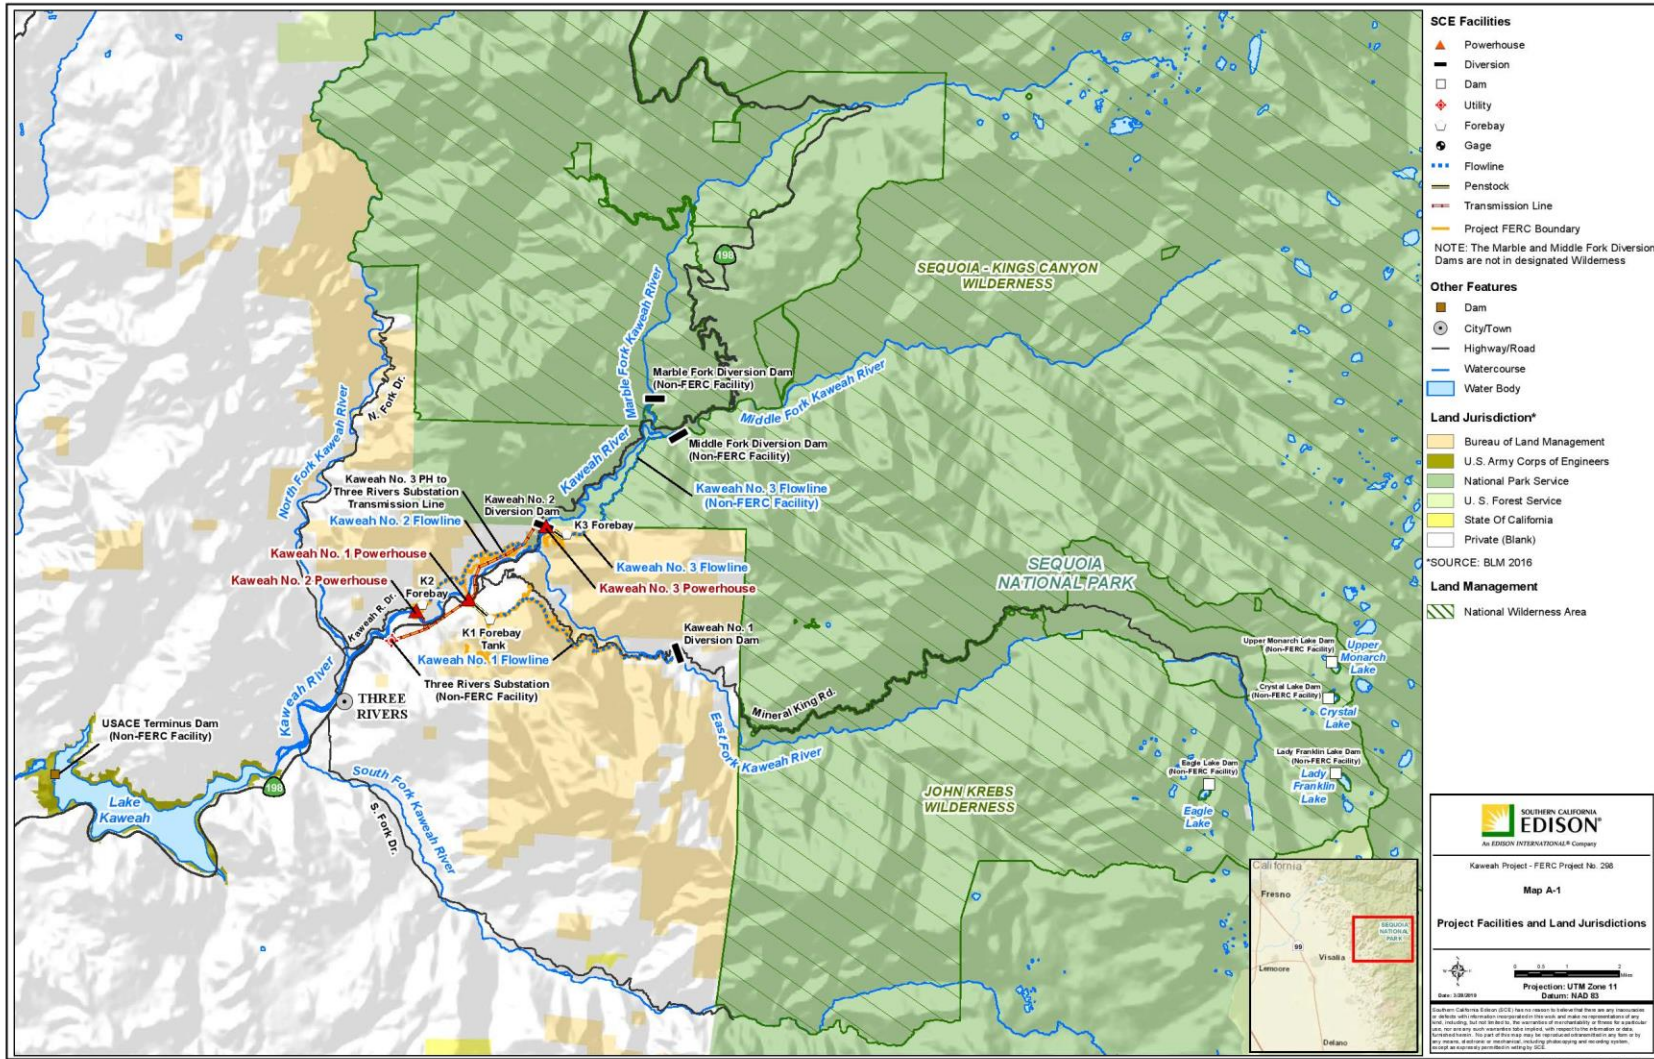 SEQUOIA - KINGS CANYON
WILDERNESS
198
Marble Fork Kaweah River
Marble Fork Diversion Dam
(Non-FERC Facility)
Middle Fork Kaweah River
N. Fork Dr.
North Fork Kaweah River
Kaweah River
Middle Fork Diversion Dam
(Non-FERC Facility)
Kaweah No. 3 PH to
Three Rivers Substation
Transmission Line
Kaweah No. 2
Diversion Dam
Kaweah No. 3 Flowline
(Non-FERC Facility)
Kaweah No. 2 Flowline
K3 Forebay
Kaweah No. 1 Powerhouse
Kaweah No. 3 Flowline
Kaweah No. 2 Powerhouse
K2
Forebay
Kaweah No. 3 Powerhouse
SEQUOIA
NATIONAL PARK
Kaweah R. Dr.
K1 Forebay
Tank
Kaweah No. 1
Diversion Dam
Kaweah No. 1 Flowline
Three Rivers Substation
(Non-FERC Facility)
Kaweah River
THREE
RIVERS
Mineral King Rd.
East Fork Kaweah River
Upper Monarch Lake Dam
(Non-FERC Facility)
Upper
Monarch
Lake
Crystal Lake Dam
(Non-FERC Facility)
Crystal
Lake
USACE Terminus Dam
(Non-FERC Facility)
Lady Franklin Lake Dam
(Non-FERC Facility)
Lady
Franklin
Lake
Eagle Lake Dam
(Non-FERC Facility)
Eagle
Lake
JOHN KREBS
WILDERNESS
198
Lake
Kaweah
South Fork Kaweah River
S. Fork Dr.
California
Fresno
SEQUOIA
NATIONAL
PARK
99
Visalia
Lemoore
Delano
SCE Facilities
Powerhouse
Diversion
Dam
Utility
Forebay
Gage
Flowline
Penstock
Transmission Line
Project FERC Boundary
NOTE: The Marble and Middle Fork Diversion
Dams are not in designated Wilderness
Other Features
Dam
City/Town
Highway/Road
Watercourse
Water Body
Land Jurisdiction*
Bureau of Land Management
U.S. Army Corps of Engineers
National Park Service
U. S. Forest Service
State Of California
Private (Blank)
*SOURCE: BLM 2016
Land Management
National Wilderness Area
SOUTHERN CALIFORNIA
EDISON®
An EDISON INTERNATIONAL® Company
Kaweah Project - FERC Project No. 298
Map A-1
Project Facilities and Land Jurisdictions
0 0.5 1 2
Miles
Projection: UTM Zone 11
Datum: NAD 83